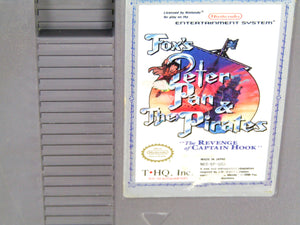 Licensed by Nintendo®
for play on the
Nintendo
ENTERTAINMENT SYSTEM®
Fox's
Peter
Pan &
The Pirates
"The REVENGE
of CAPTAIN HOOK"
Nintendo
T•HQ, Inc.
MADE IN JAPAN